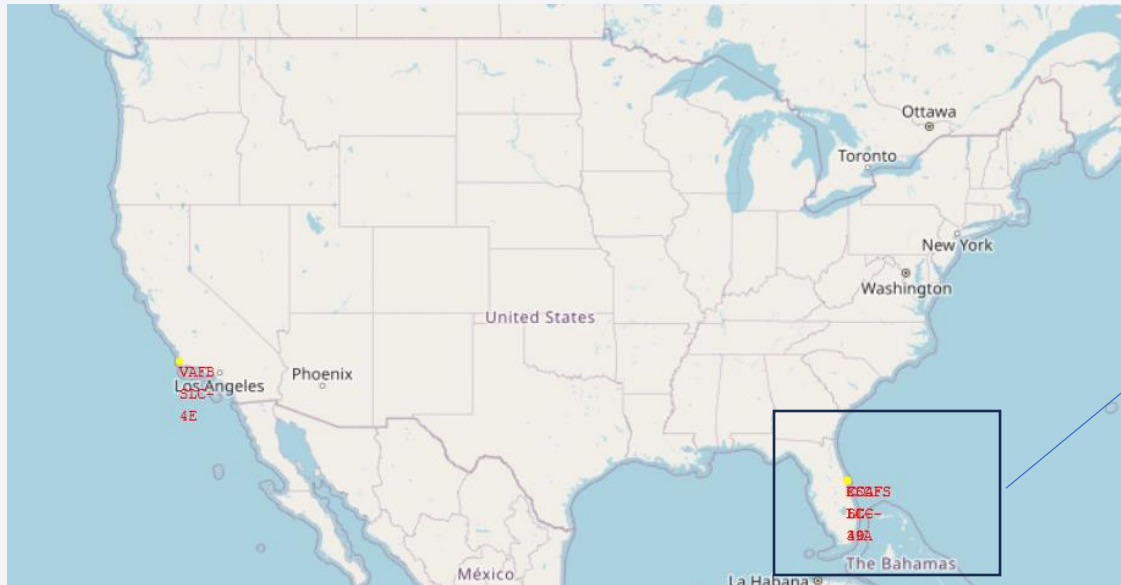 Ottawa
Toronto
New York
Washington
United States
VAFB
Los Angeles
SLC-
4E
Phoenix
The Bahamas
México
La Habana